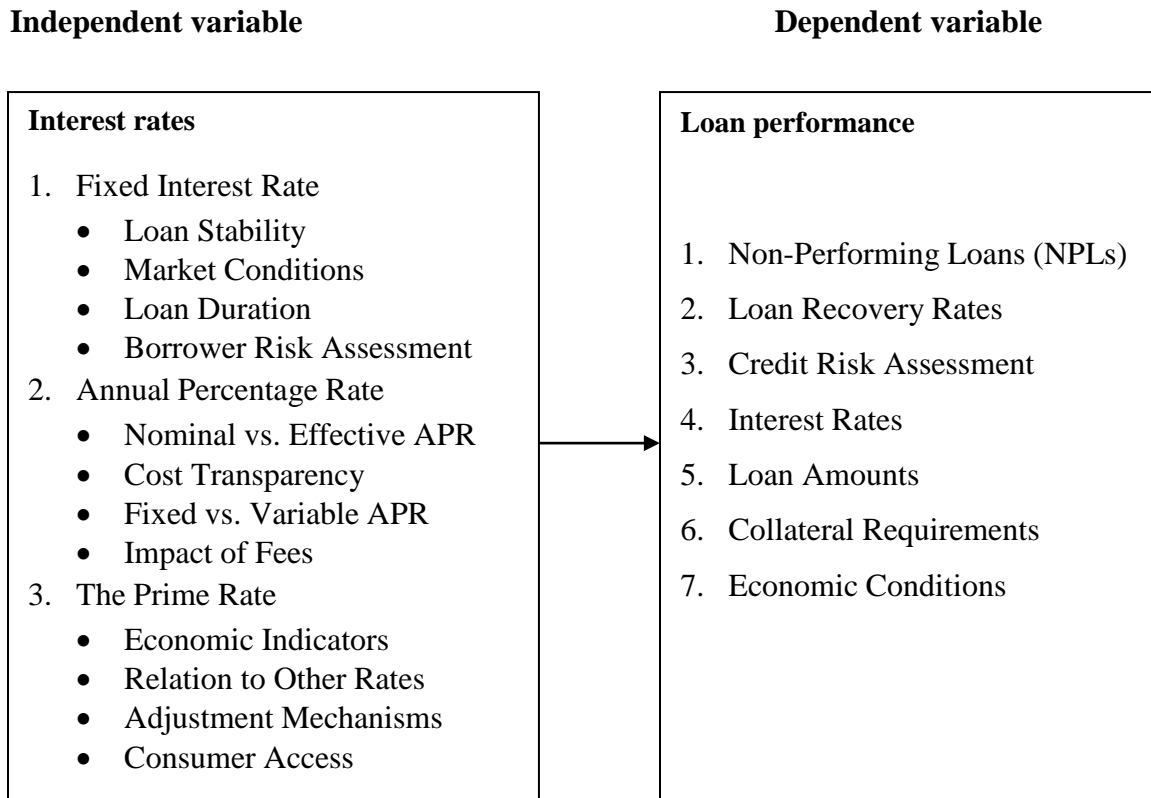 Independent variable
Dependent variable
Interest rates
1. Fixed Interest Rate
• Loan Stability
• Market Conditions
• Loan Duration
• Borrower Risk Assessment
2. Annual Percentage Rate
• Nominal vs. Effective APR
• Cost Transparency
• Fixed vs. Variable APR
• Impact of Fees
3. The Prime Rate
• Economic Indicators
• Relation to Other Rates
• Adjustment Mechanisms
• Consumer Access
Loan performance
1. Non-Performing Loans (NPLs)
2. Loan Recovery Rates
3. Credit Risk Assessment
4. Interest Rates
5. Loan Amounts
6. Collateral Requirements
7. Economic Conditions